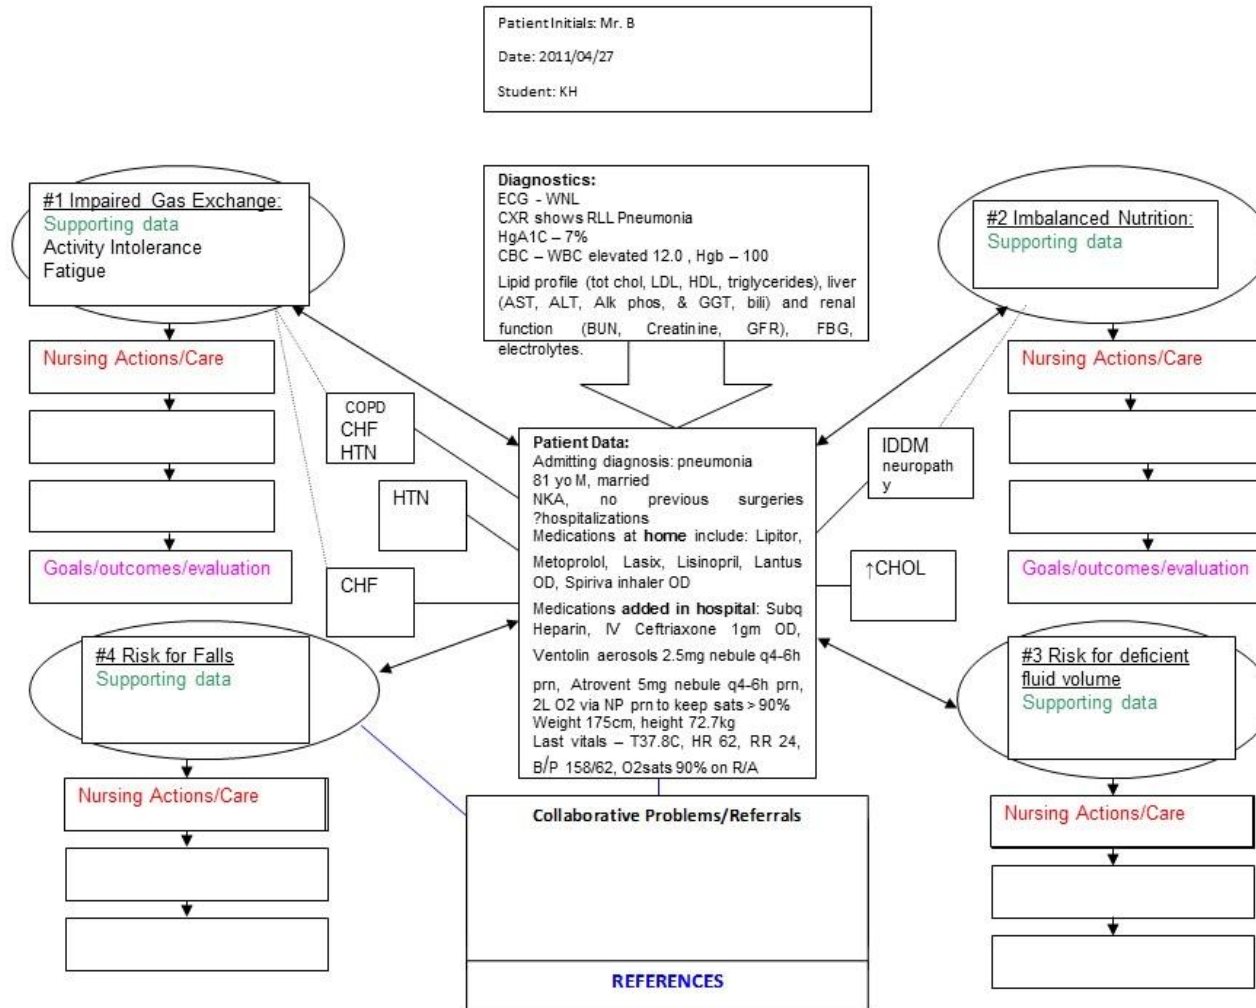 Patient Initials: Mr. B
Date: 2011/04/27
Student: KH
#1 Impaired Gas Exchange:
Supporting data
Activity Intolerance
Fatigue
Diagnostics:
ECG - WNL
CXR shows RLL Pneumonia
HgA1C – 7%
CBC – WBC elevated 12.0 , Hgb – 100
Lipid profile (tot chol, LDL, HDL, triglycerides), liver
(AST, ALT, Alk phos, & GGT, bili) and renal
function (BUN, Creatinine, GFR), FBG,
electrolytes.
#2 Imbalanced Nutrition:
Supporting data
Nursing Actions/Care
Goals/outcomes/evaluation
COPD
CHF
HTN
HTN
CHF
Patient Data:
Admitting diagnosis: pneumonia
81 yo M, married
NKA, no previous surgeries
?hospitalizations
Medications at home include: Lipitor,
Metoprolol, Lasix, Lisinopril, Lantus
OD, Spiriva inhaler OD
Medications added in hospital: Subq
Heparin, IV Ceftriaxone 1gm OD,
Ventolin aerosols 2.5mg nebule q4-6h
prn, Atrovent 5mg nebule q4-6h prn,
2L O2 via NP prn to keep sats > 90%
Weight 175cm, height 72.7kg
Last vitals – T37.8C, HR 62, RR 24,
B/P 158/62, O2sats 90% on R/A
IDDM
neuropath
y
↑CHOL
Nursing Actions/Care
Goals/outcomes/evaluation
#4 Risk for Falls
Supporting data
Nursing Actions/Care
#3 Risk for deficient
fluid volume
Supporting data
Nursing Actions/Care
Collaborative Problems/Referrals
REFERENCES